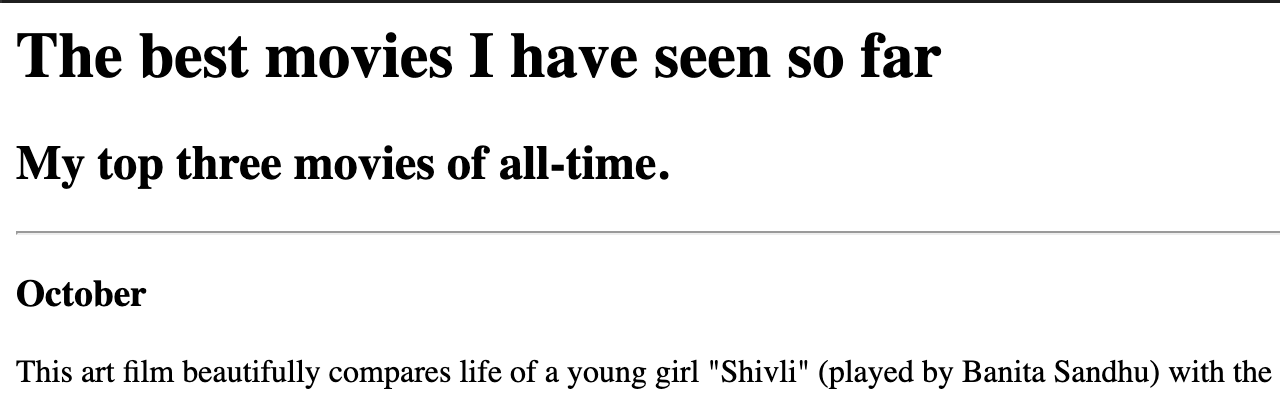 The best movies I have seen so far
My top three movies of all-time.
October
This art film beautifully compares life of a young girl "Shivli" (played by Banita Sandhu) with the